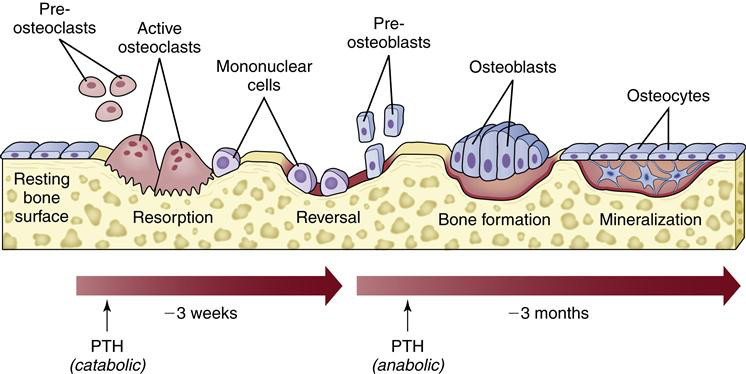 Pre-
osteoclasts
Active
osteoclasts
Mononuclear
cells
Pre-
osteoblasts
Osteoblasts
Osteocytes
Resting
bone
surface
Resorption
Reversal
Bone formation
Mineralization
−3 weeks
−3 months
PTH
(catabolic)
PTH
(anabolic)